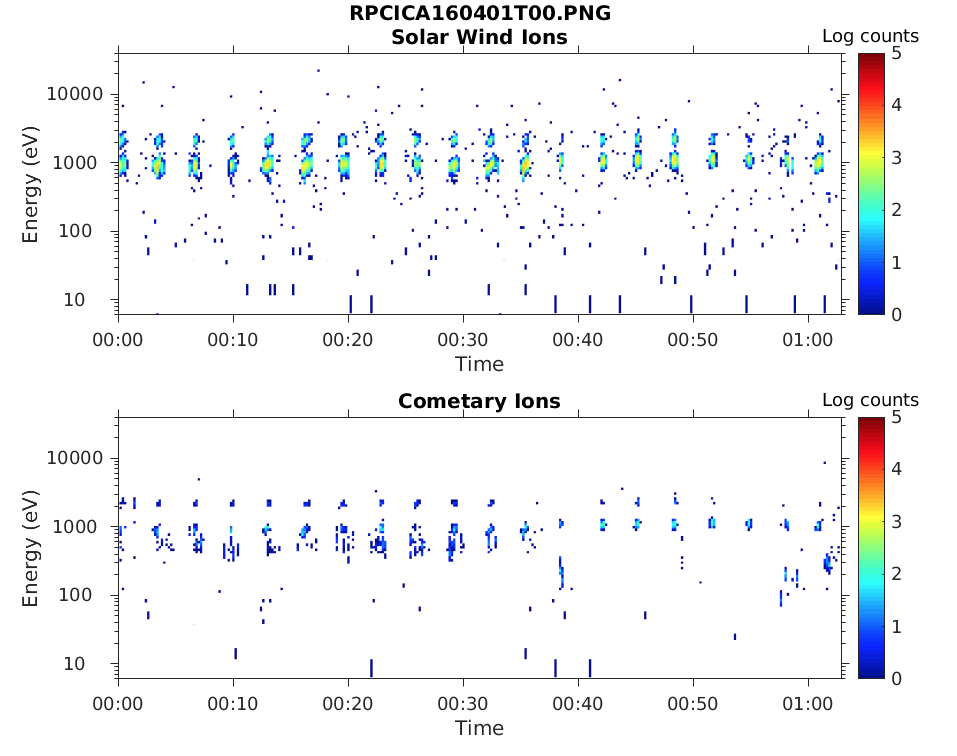 RPCICA160401T00.PNG
Solar Wind Ions
Log counts
Energy (eV)
10000
1000
100
10
00:00 00:10 00:20 00:30 00:40 00:50 01:00
Time
5
4
3
2
1
0
Cometary Ions
Log counts
Energy (eV)
10000
1000
100
10
00:00 00:10 00:20 00:30 00:40 00:50 01:00
Time
5
4
3
2
1
0